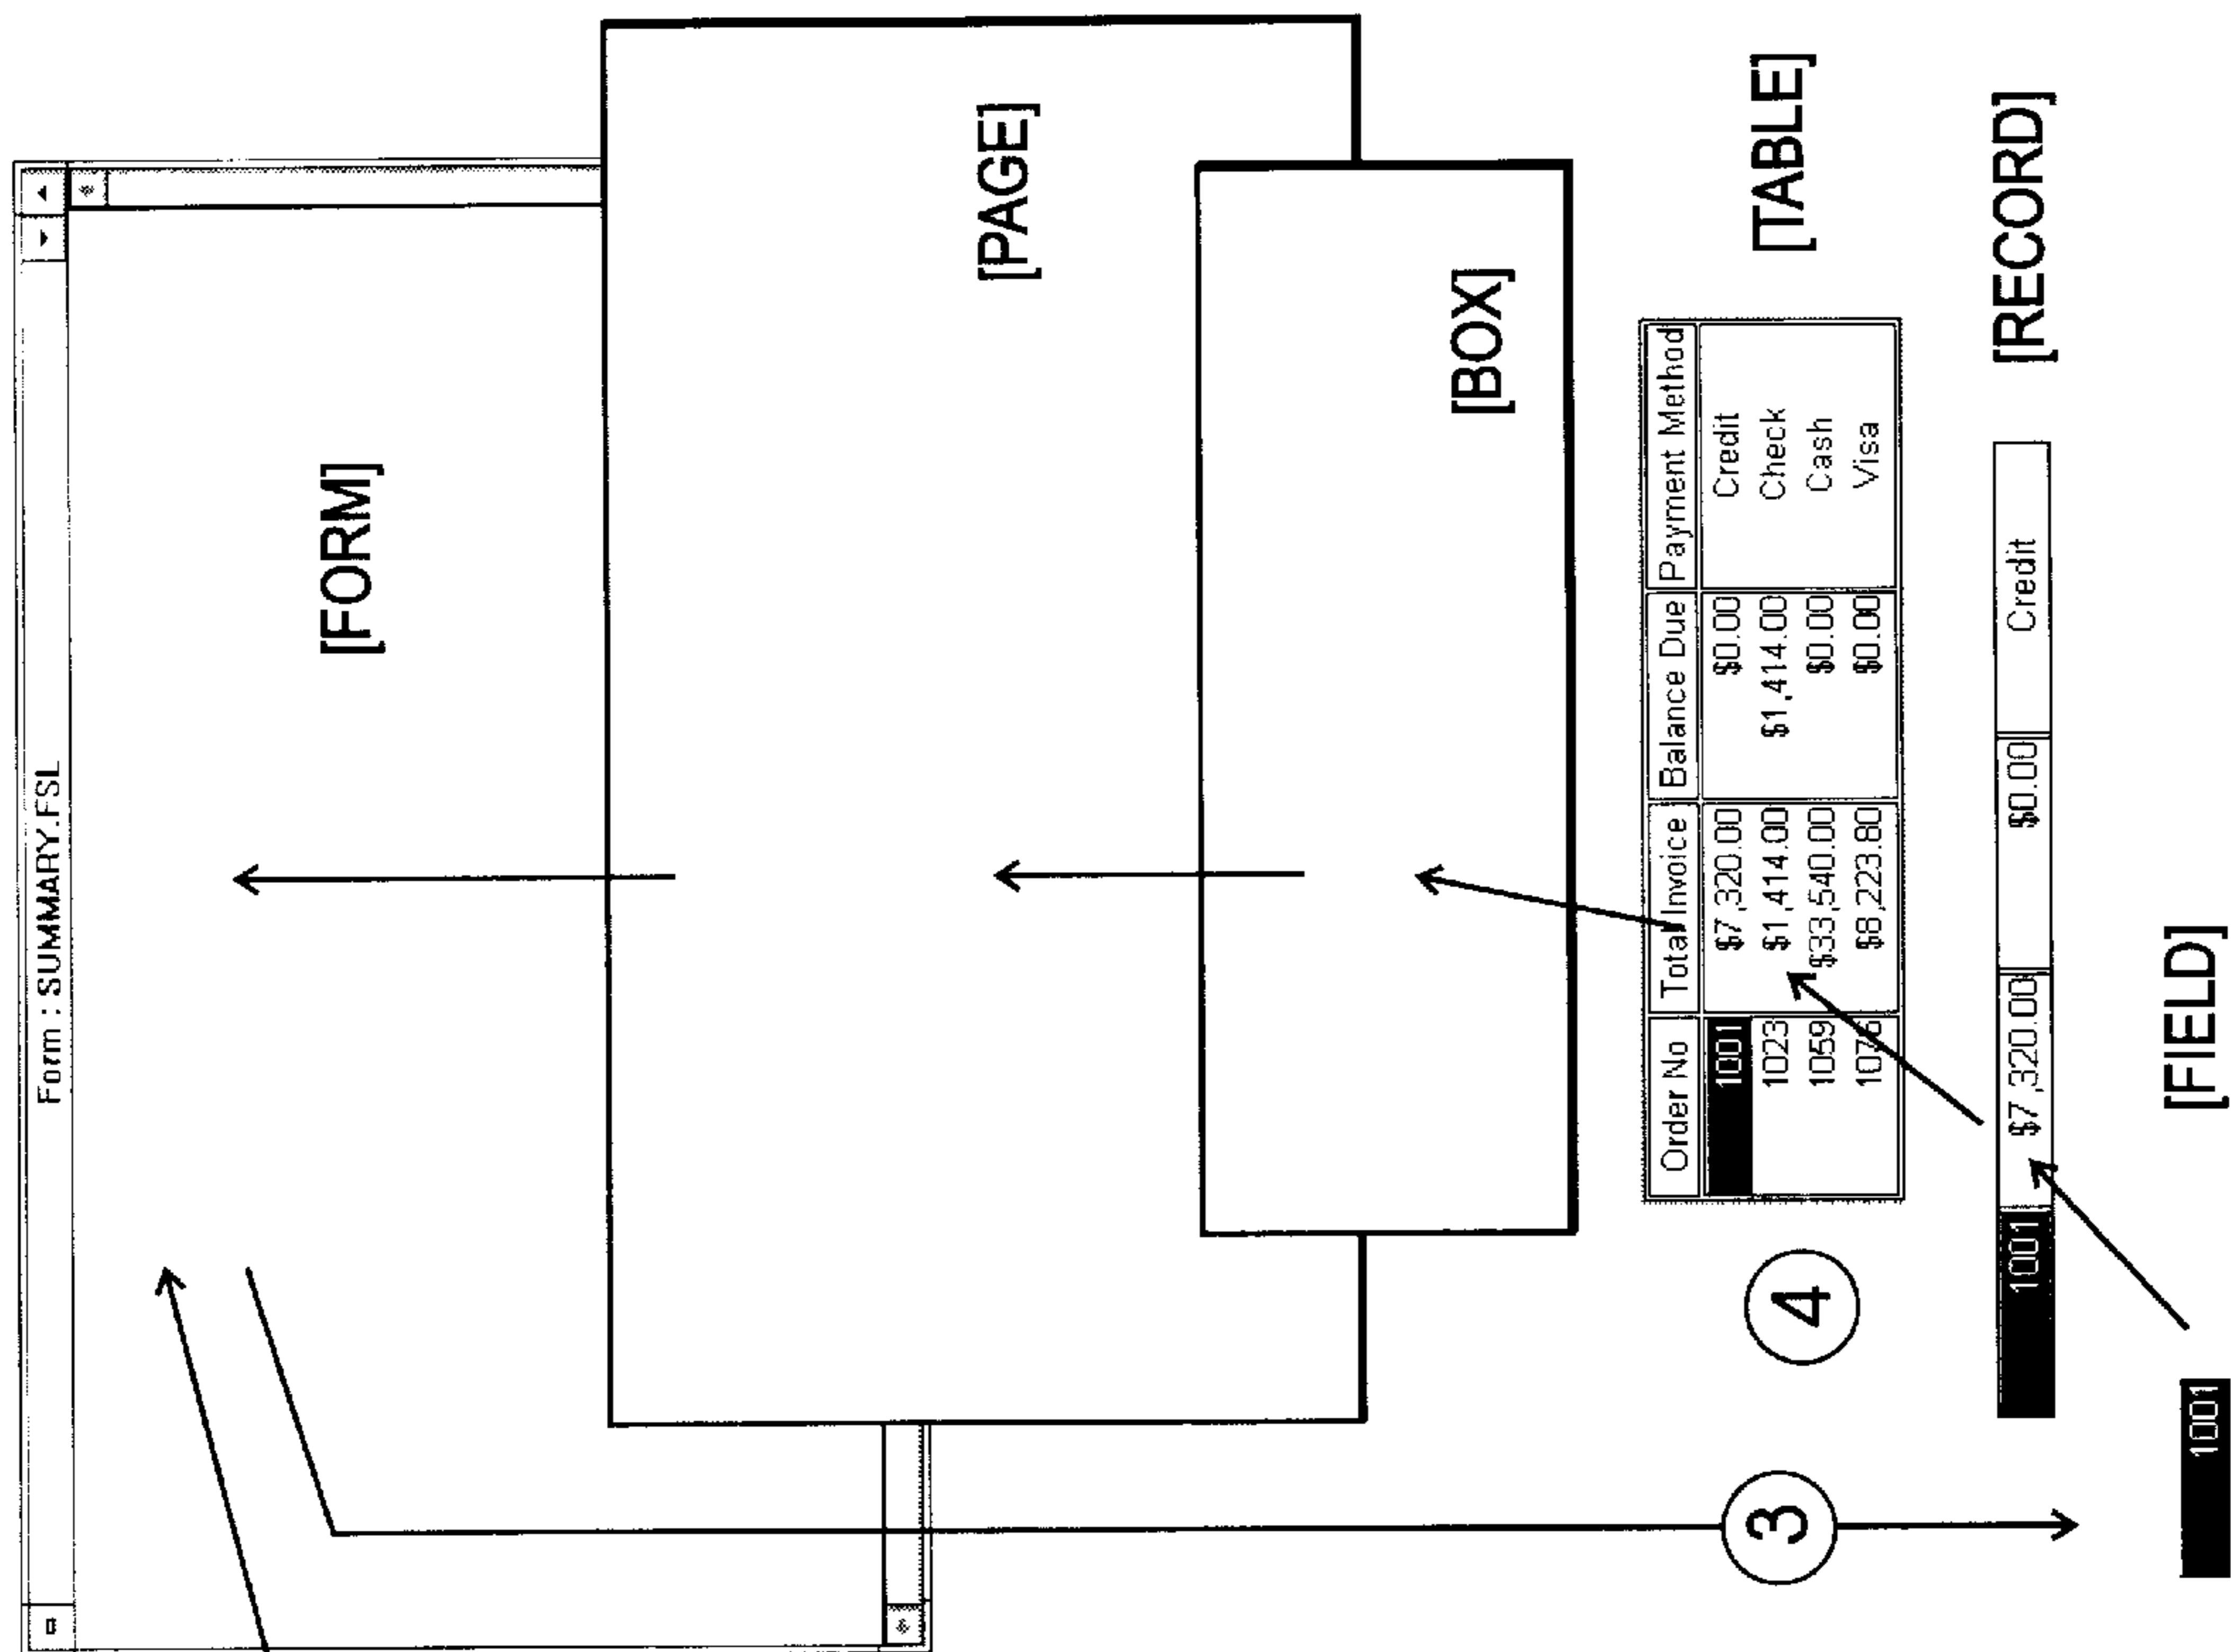 Form : SUMMARY.FSL
[FORM]
[PAGE]
[BOX]
[TABLE]
Order No Total Invoice Balance Due Payment Method
1001 $7,320.00 $0.00 Credit
1023 $1,414.00 $1,414.00 Check
1059 $33,540.00 $0.00 Cash
1076 $8,223.80 $0.00 Visa
4
[RECORD]
1001 $7,320.00 $0.00 Credit
3
[FIELD]
1001